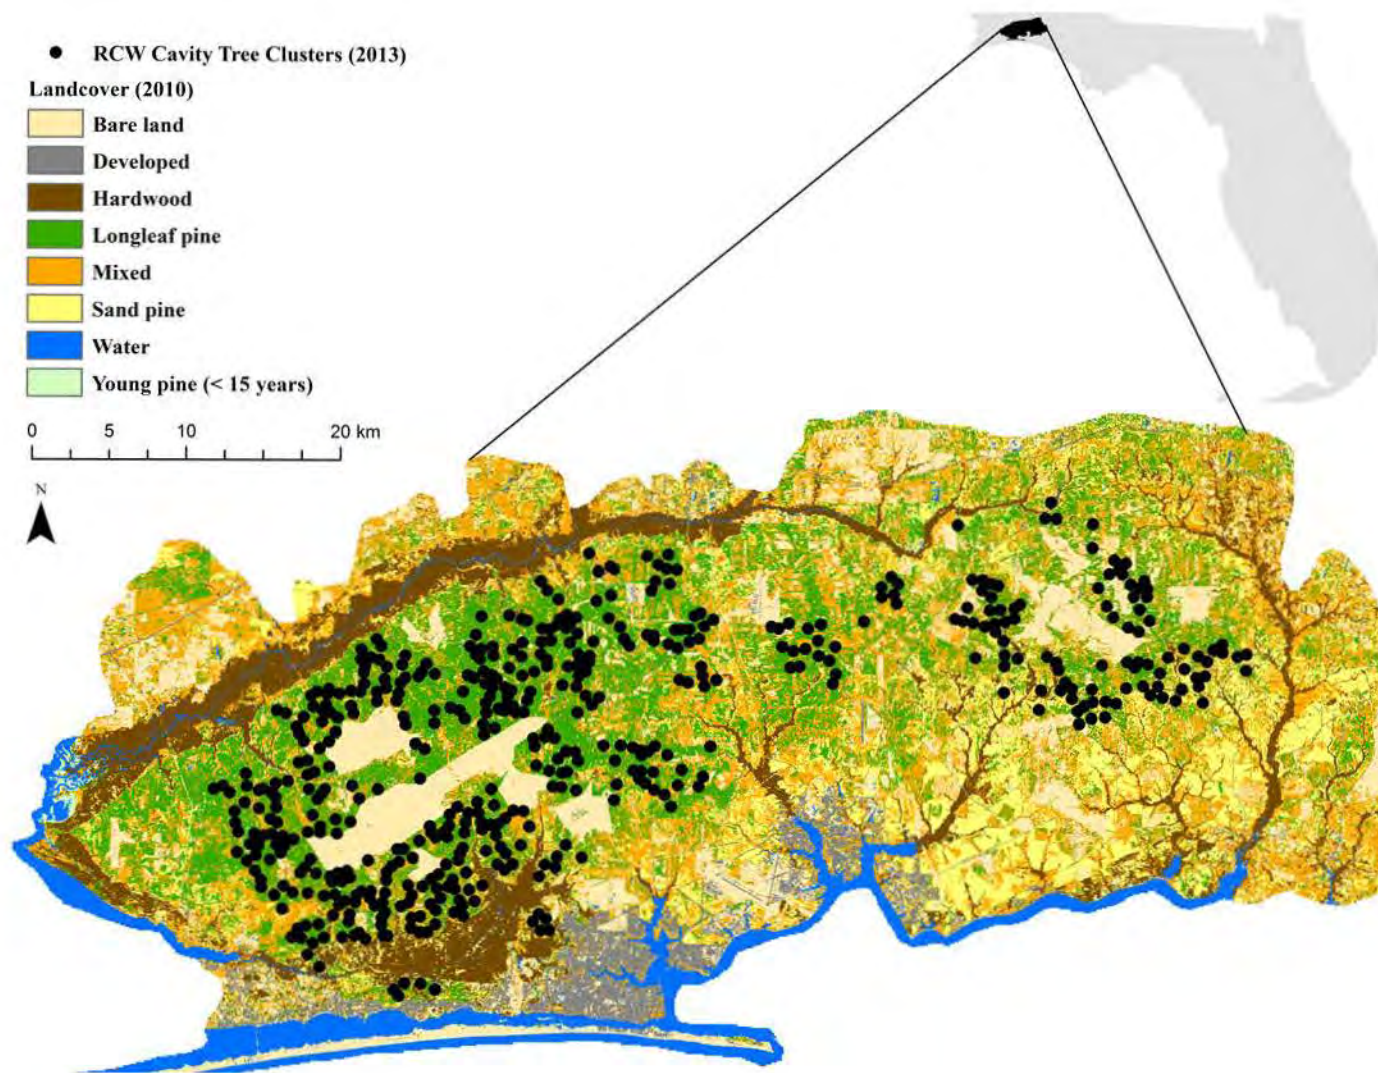 RCW Cavity Tree Clusters (2013)
Landcover (2010)
Bare land
Developed
Hardwood
Longleaf pine
Mixed
Sand pine
Water
Young pine (< 15 years)
0 5 10 20 km
N